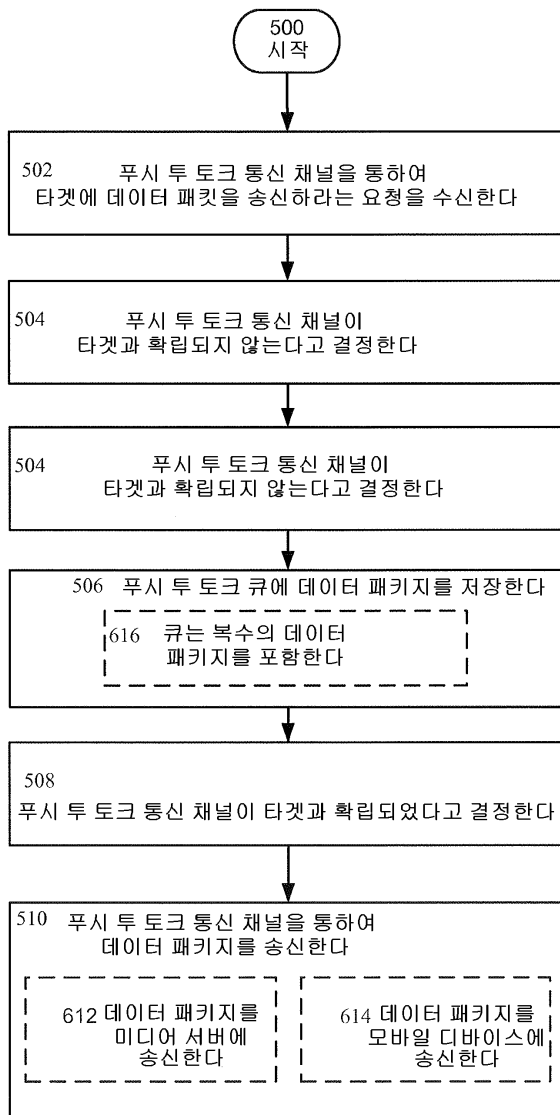 500
시작
502 푸시 투 토크 통신 채널을 통하여
타겟에 데이터 패킷을 송신하라는 요청을 수신한다
504 푸시 투 토크 통신 채널이
타겟과 확립되지 않는다고 결정한다
504 푸시 투 토크 통신 채널이
타겟과 확립되지 않는다고 결정한다
506 푸시 투 토크 큐에 데이터 패키지를 저장한다
616 큐는 복수의 데이터
패키지를 포함한다
508
푸시 투 토크 통신 채널이 타겟과 확립되었다고 결정한다
510 푸시 투 토크 통신 채널을 통하여
데이터 패키지를 송신한다
612 데이터 패키지를
미디어 서버에
송신한다
614 데이터 패키지를
모바일 디바이스에
송신한다